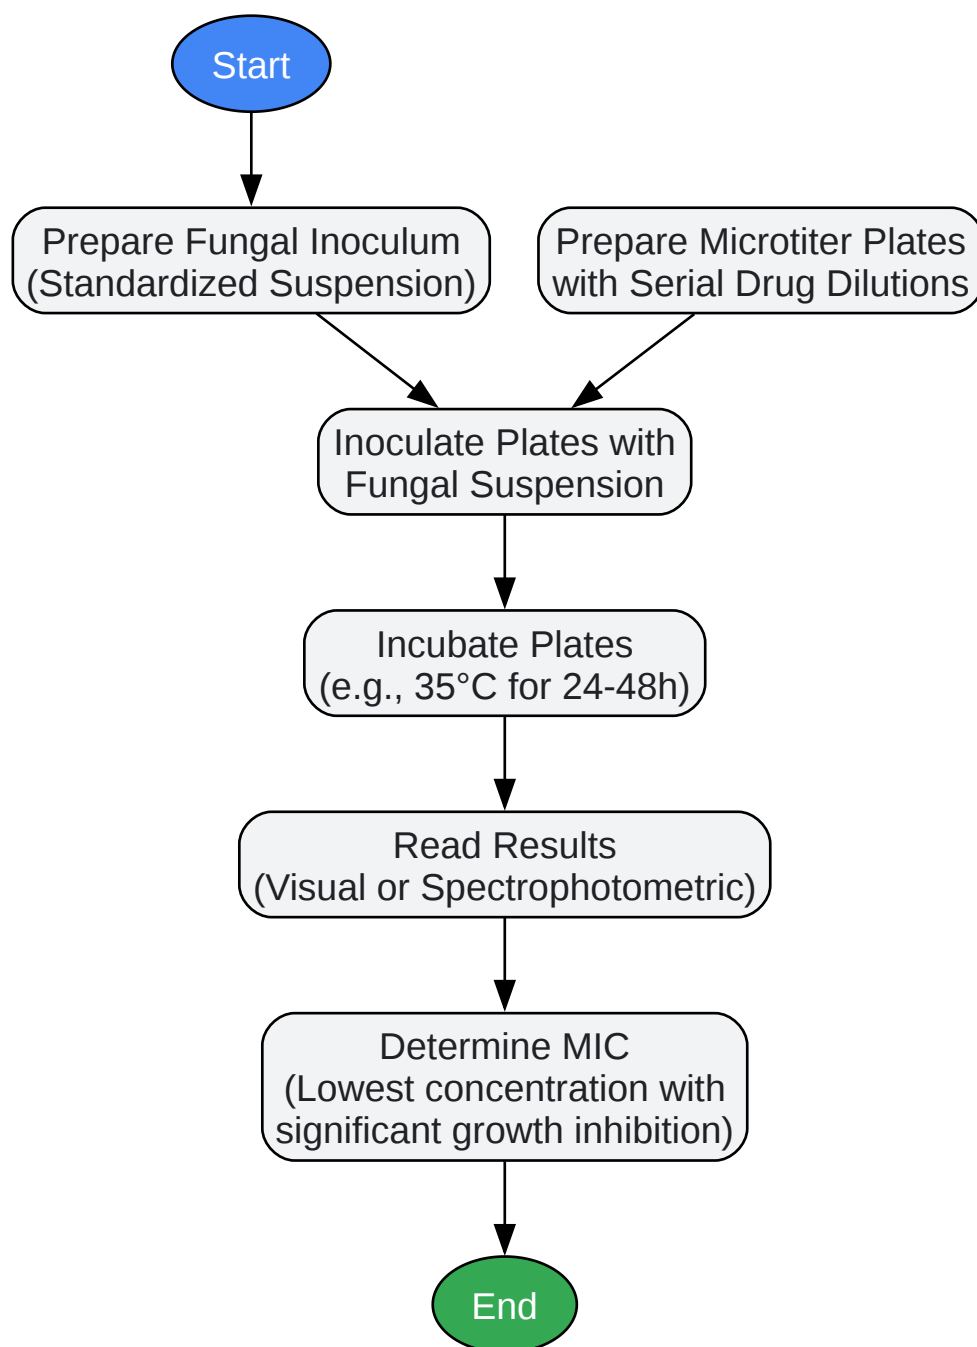 Start
Prepare Fungal Inoculum
(Standardized Suspension)
Prepare Microtiter Plates
with Serial Drug Dilutions
Inoculate Plates with
Fungal Suspension
Incubate Plates
(e.g., 35°C for 24-48h)
Read Results
(Visual or Spectrophotometric)
Determine MIC
(Lowest concentration with
significant growth inhibition)
End